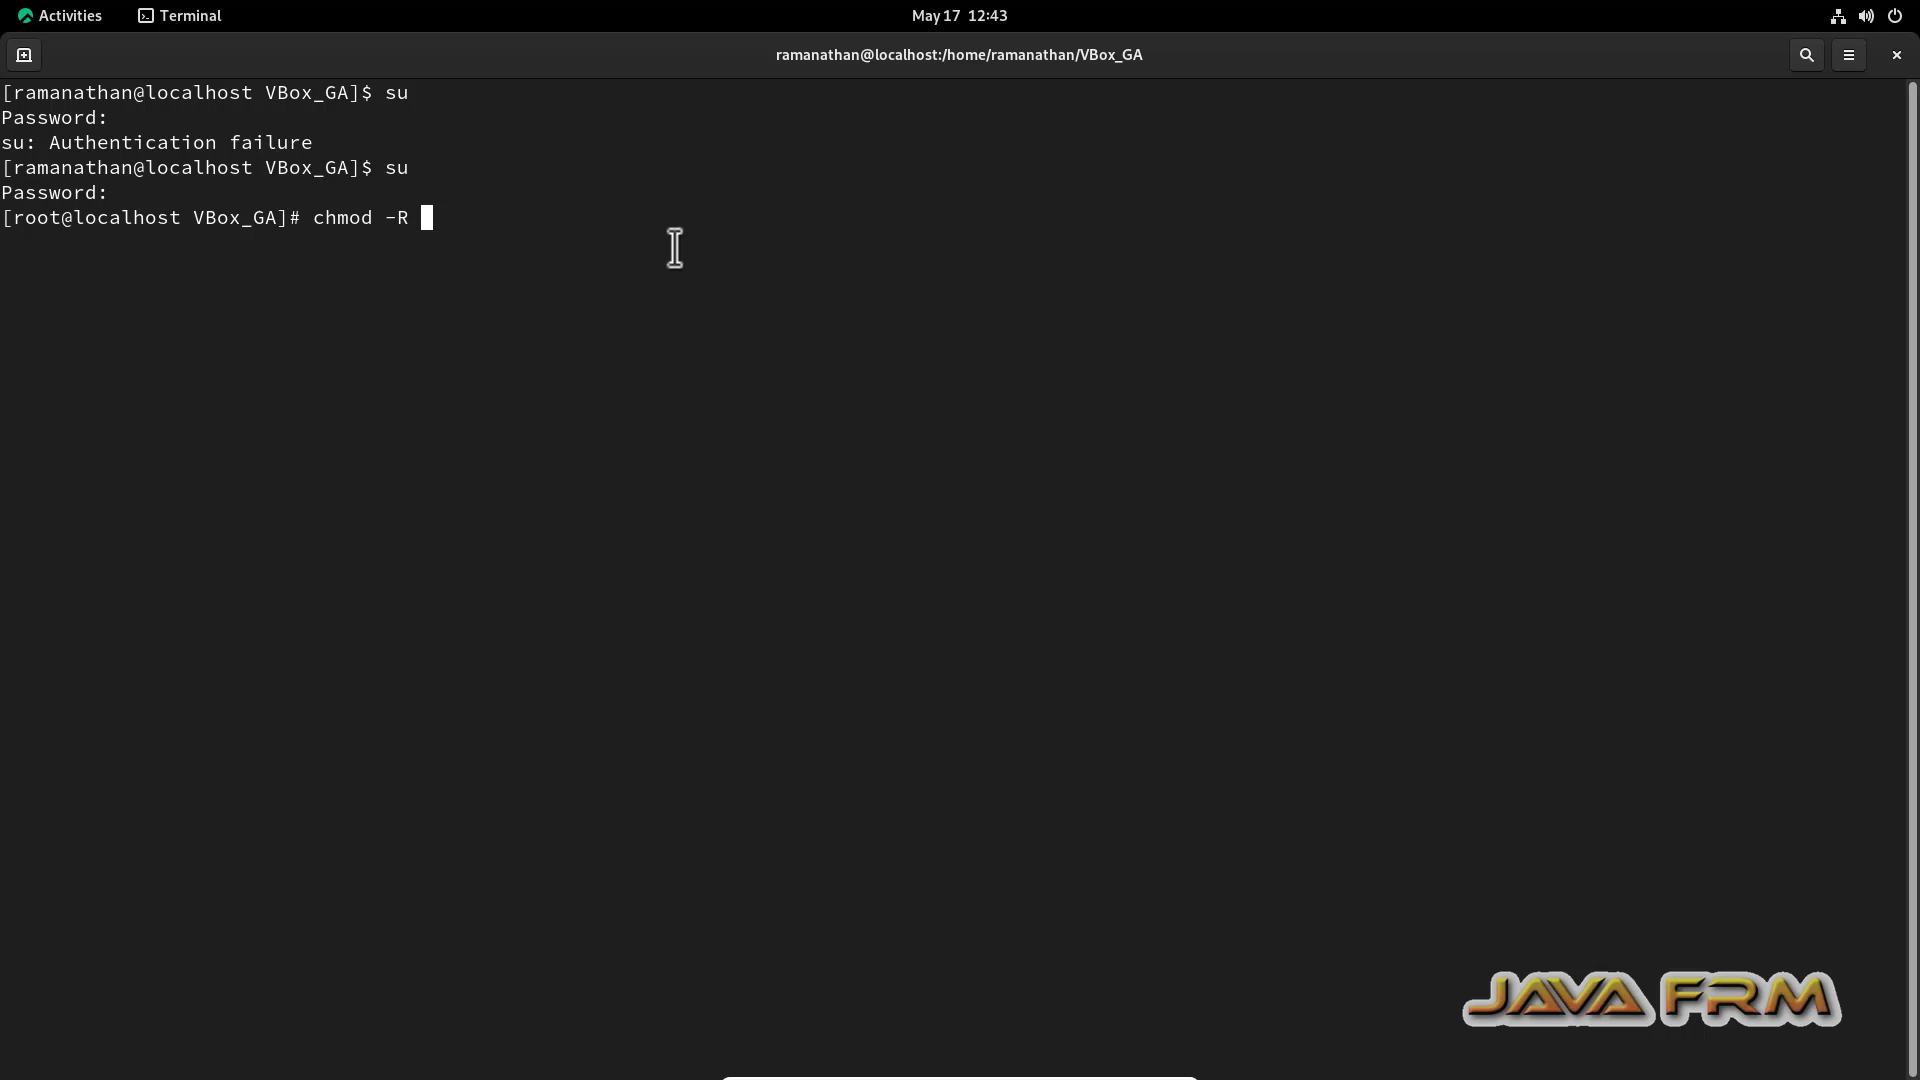 Activities Terminal May 17 12:43
ramanathan@localhost:/home/ramanathan/VBox_GA
[ramanathan@localhost VBox_GA]$ su
Password:
su: Authentication failure
[ramanathan@localhost VBox_GA]$ su
Password:
[root@localhost VBox_GA]# chmod -R
JAVA FRM